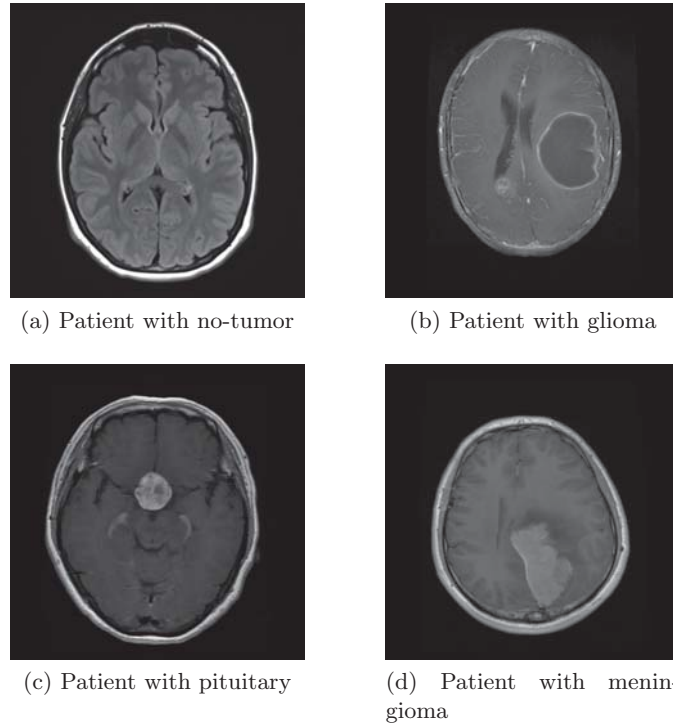 (a) Patient with no-tumor
(b) Patient with glioma
(c) Patient with pituitary
(d) Patient with menin-
gioma